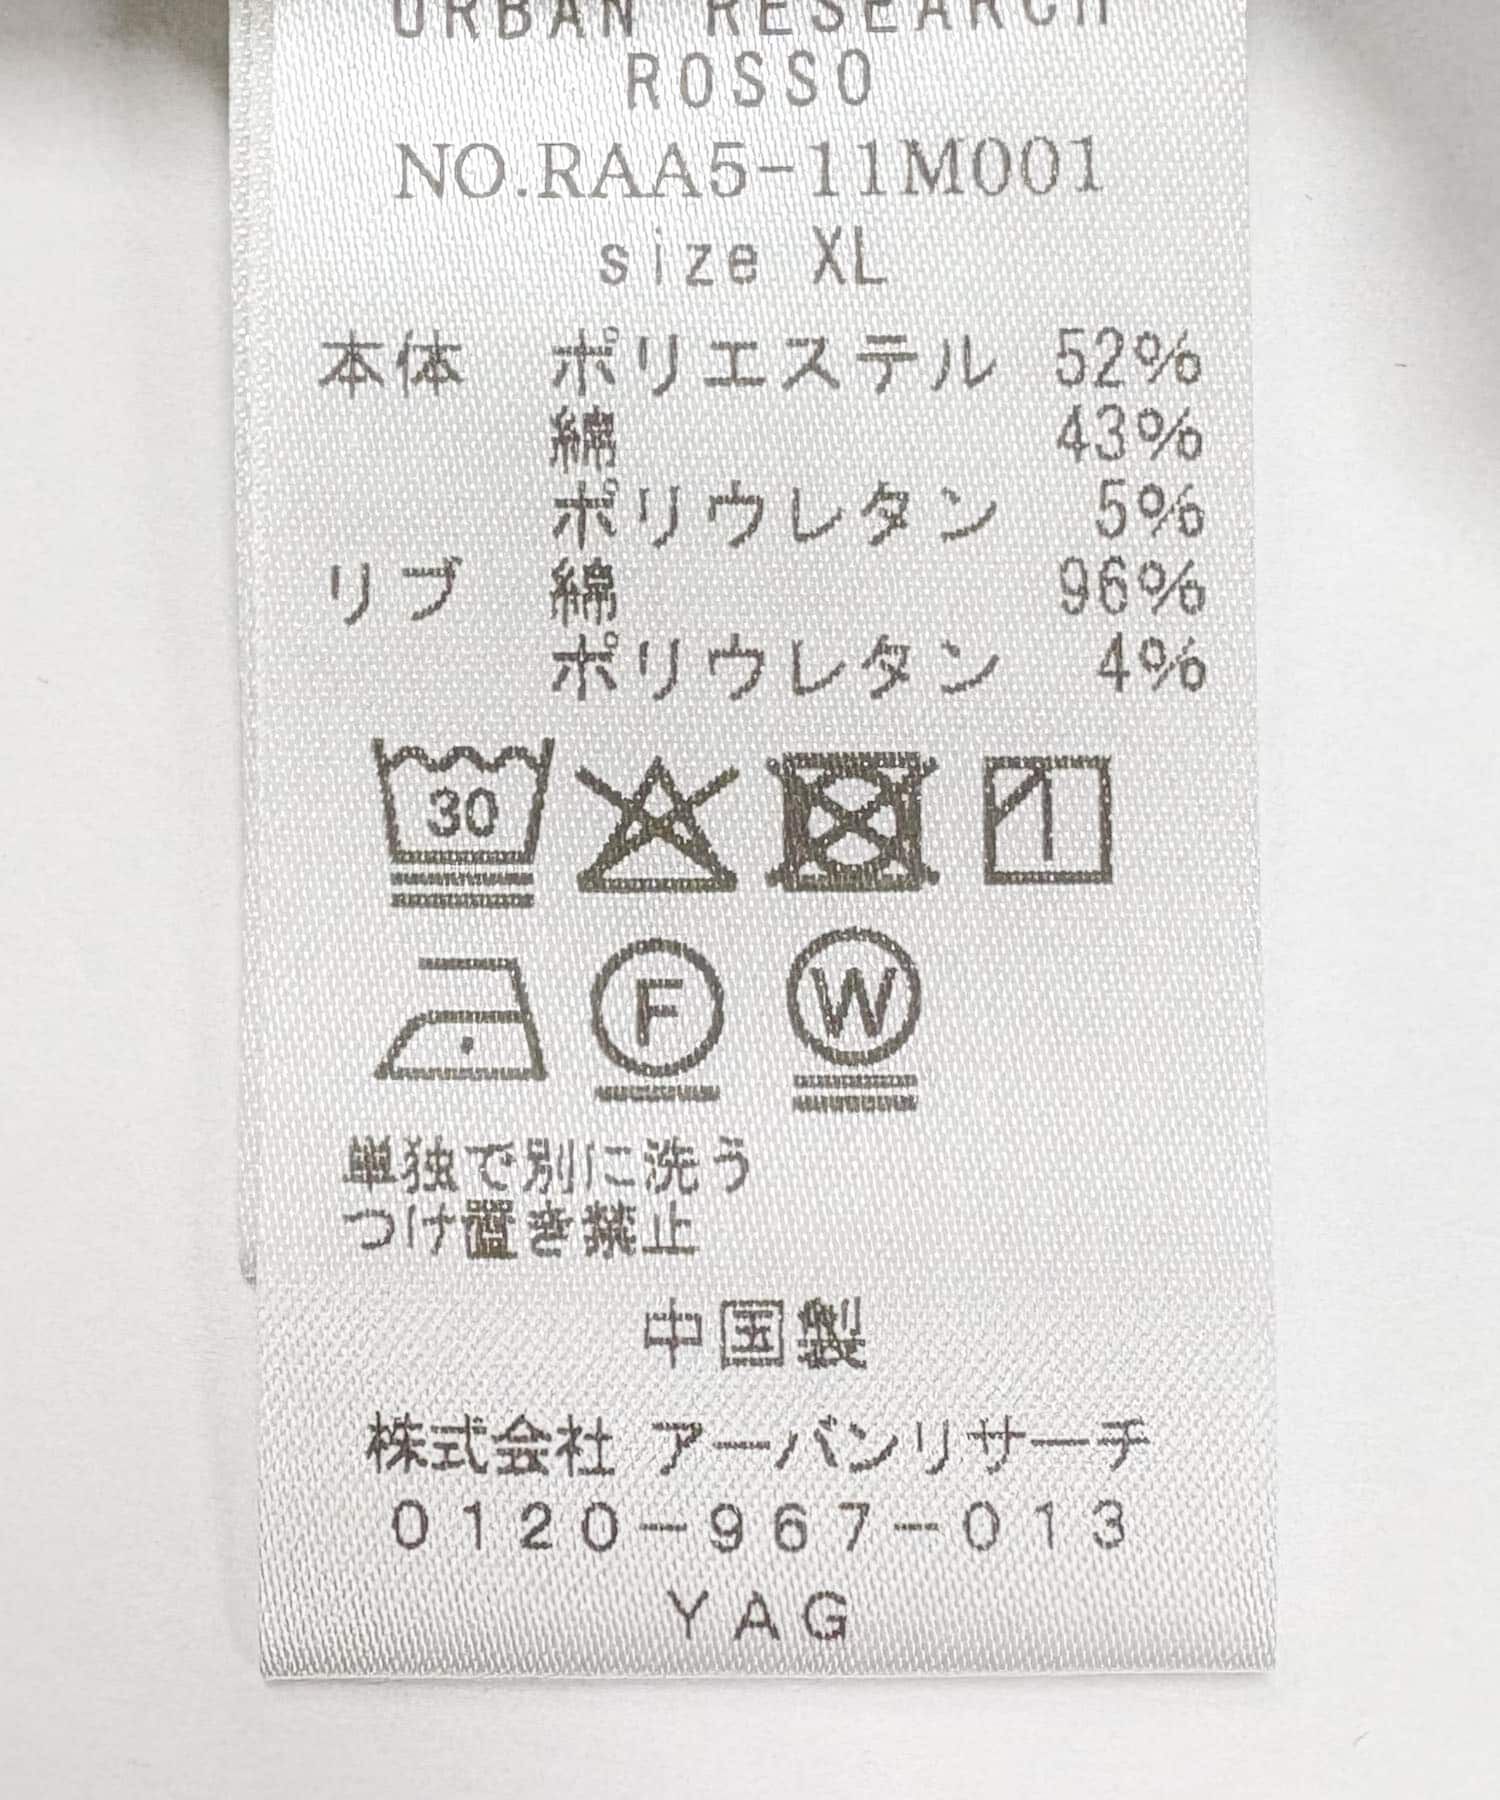 URBAN RESEARCH
ROSSO
NO.RAA5-11M001
size XL
本体 ポリエステル 52%
綿 43%
ポリウレタン 5%
リブ 綿 96%
ポリウレタン 4%
30
F W
単独で別に洗う
つけ置き禁止
中国製
株式会社 アーバンリサーチ
0120-967-013
YAG